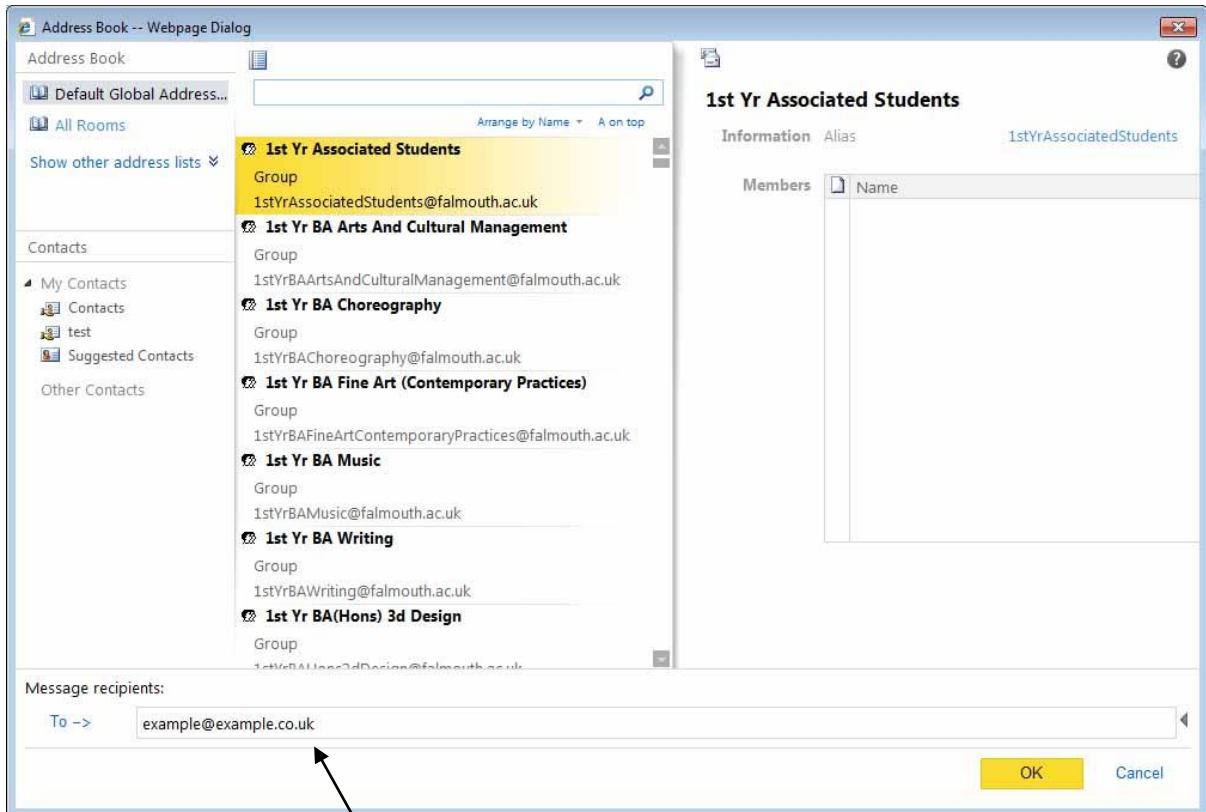 Address Book -- Webpage Dialog
Address Book
Default Global Address...
All Rooms
Show other address lists
Contacts
My Contacts
Contacts
test
Suggested Contacts
Other Contacts
Arrange by Name A on top
1st Yr Associated Students
Group
1stYrAssociatedStudents@falmouth.ac.uk
1st Yr BA Arts And Cultural Management
Group
1stYrBAArtsAndCulturalManagement@falmouth.ac.uk
1st Yr BA Choreography
Group
1stYrBAChoreography@falmouth.ac.uk
1st Yr BA Fine Art (Contemporary Practices)
Group
1stYrBAFineArtContemporaryPractices@falmouth.ac.uk
1st Yr BA Music
Group
1stYrBAMusic@falmouth.ac.uk
1st Yr BA Writing
Group
1stYrBAWriting@falmouth.ac.uk
1st Yr BA(Hons) 3d Design
Group
1stYrBAHons3dDesign@falmouth.ac.uk
1st Yr Associated Students
Information Alias 1stYrAssociatedStudents
Members Name
Message recipients:
To -> example@example.co.uk
OK Cancel